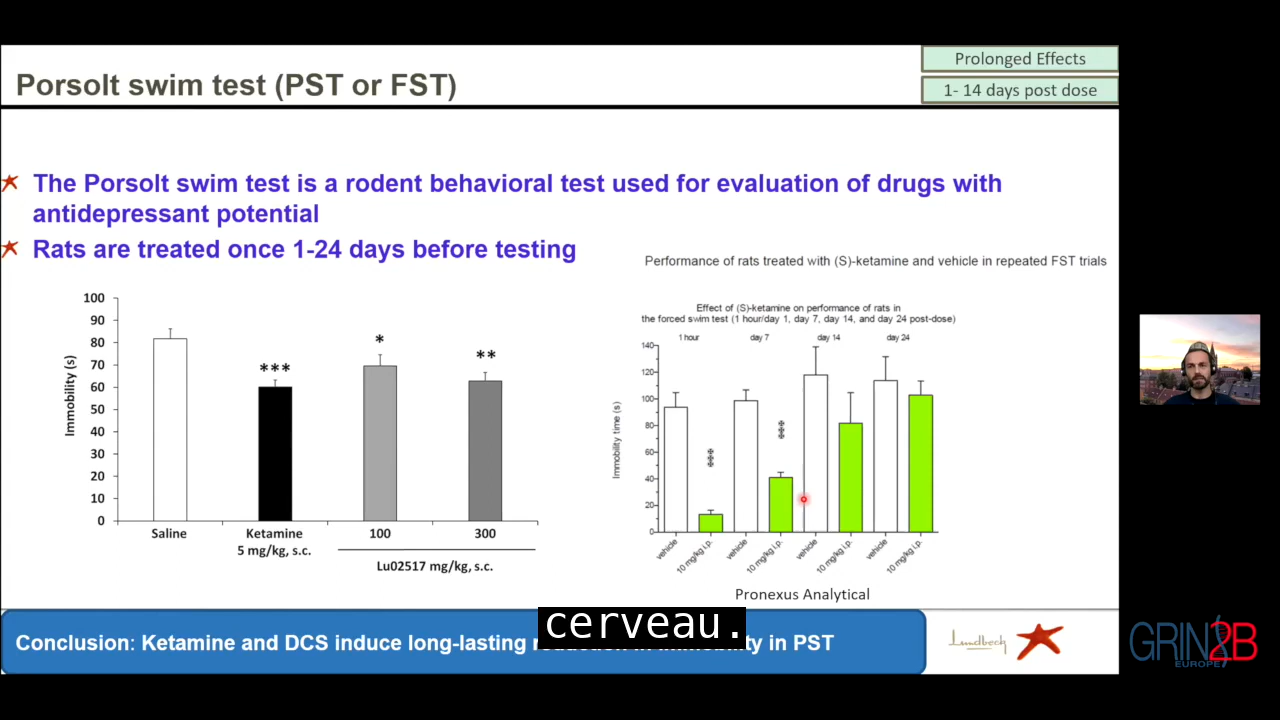 Porsolt swim test (PST or FST)
Prolonged Effects
1- 14 days post dose
The Porsolt swim test is a rodent behavioral test used for evaluation of drugs with
antidepressant potential
Rats are treated once 1-24 days before testing
100
90
80
70
60
50
40
30
20
10
0
Immobility (s)
***
*
**
Saline
Ketamine
5 mg/kg, s.c.
100
300
Lu02517 mg/kg, s.c.
Performance of rats treated with (S)-ketamine and vehicle in repeated FST trials
Effect of (S)-ketamine on performance of rats in
the forced swim test (1 hour/day 1, day 7, day 14, and day 24 post-dose)
1 hour
day 7
day 14
day 24
140
120
100
80
60
40
20
0
Immobility time (s)
vehicle
10 mg/kg i.p.
vehicle
10 mg/kg i.p.
vehicle
10 mg/kg i.p.
vehicle
10 mg/kg i.p.
Pronexus Analytical
Conclusion: Ketamine and DCS induce long-lasting
in PST
cerveau.
Lundbeck
GRIN2B
EUROPE